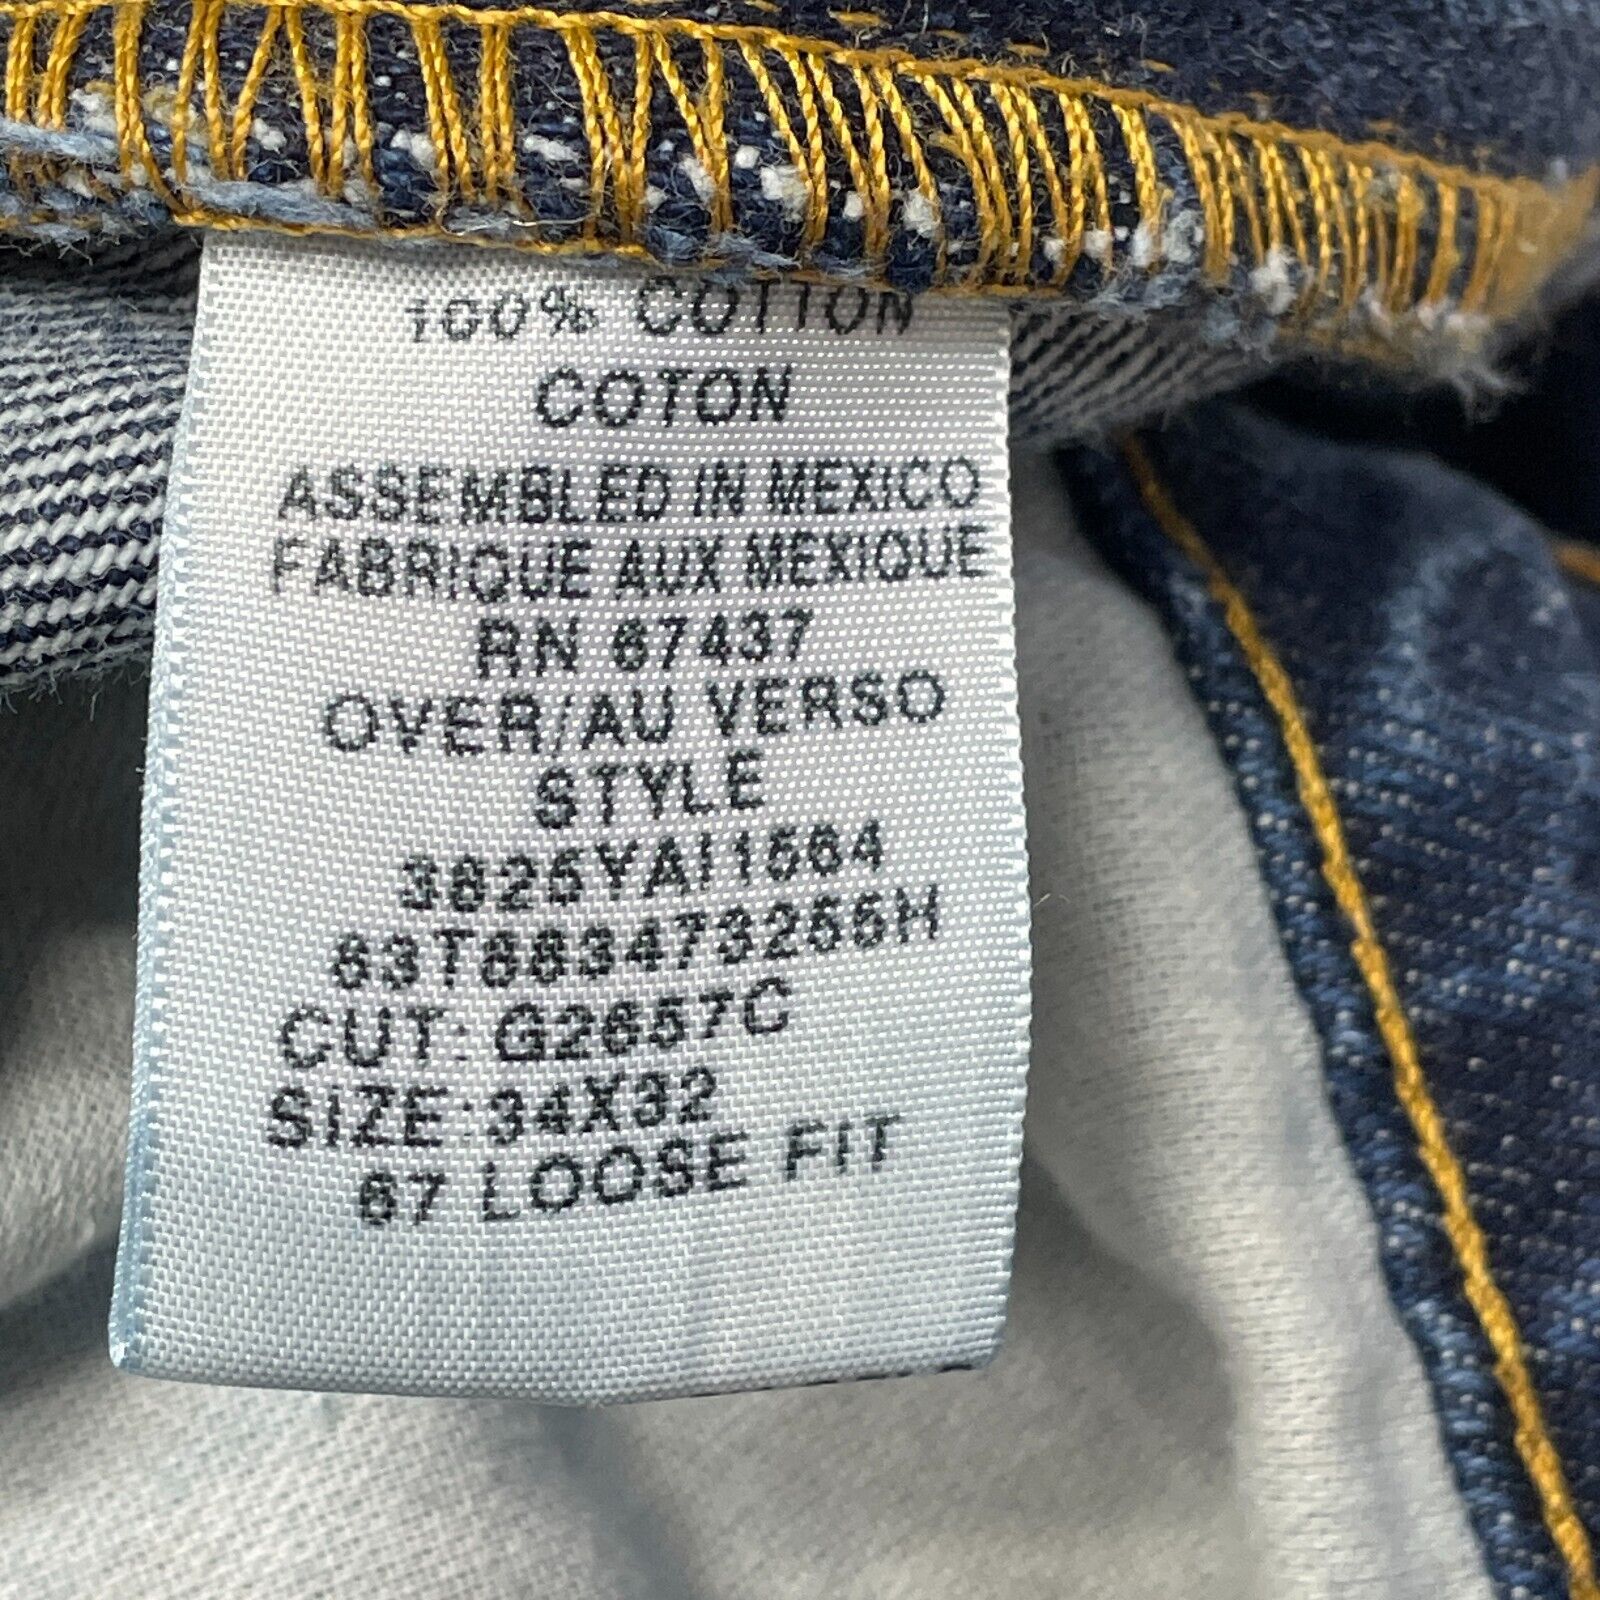 100% COTTON
COTON
ASSEMBLED IN MEXICO
FABRIQUE AUX MEXIQUE
RN 67437
OVER/AU VERSO
STYLE
3825YAI1564
63T683473255H
CUT: G2657C
SIZE:34X32
67 LOOSE FIT